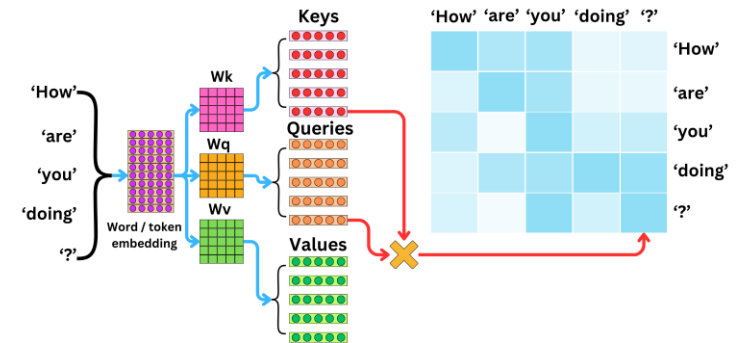 Keys
‘How’ ‘are’ ‘you’ ‘doing’ ‘?’
‘How’
‘are’
‘you’
‘doing’
‘?’
Word / token
embedding
Wk
Wq
Wv
Queries
Values
‘How’
‘are’
‘you’
‘doing’
‘?’